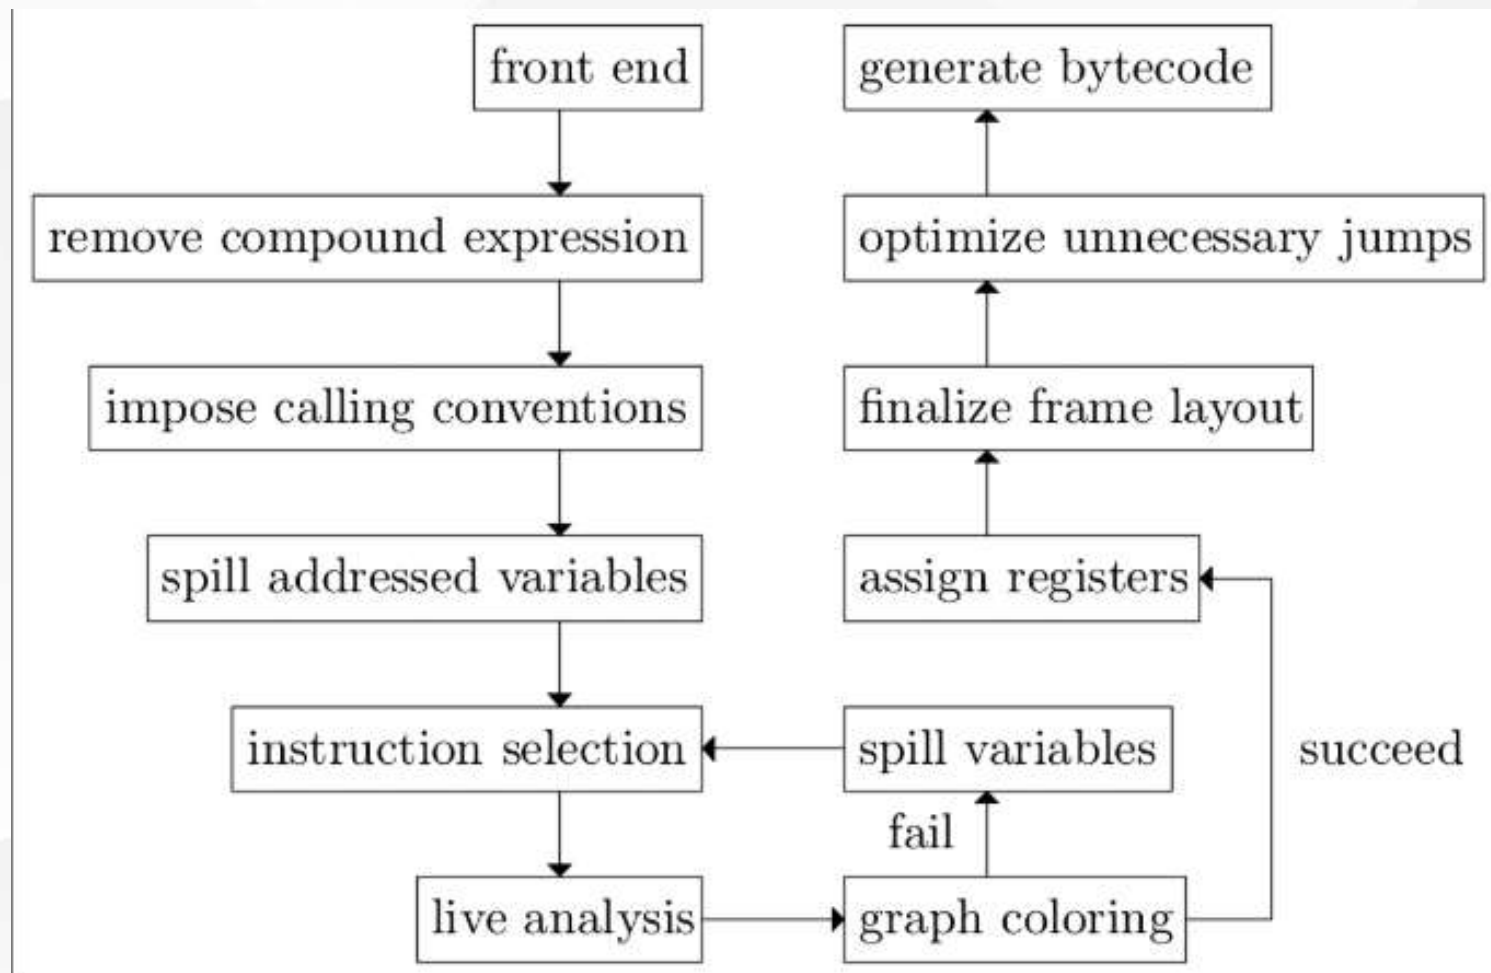 front end
generate bytecode
remove compound expression
optimize unnecessary jumps
impose calling conventions
finalize frame layout
spill addressed variables
assign registers
instruction selection
spill variables
succeed
fail
live analysis
graph coloring